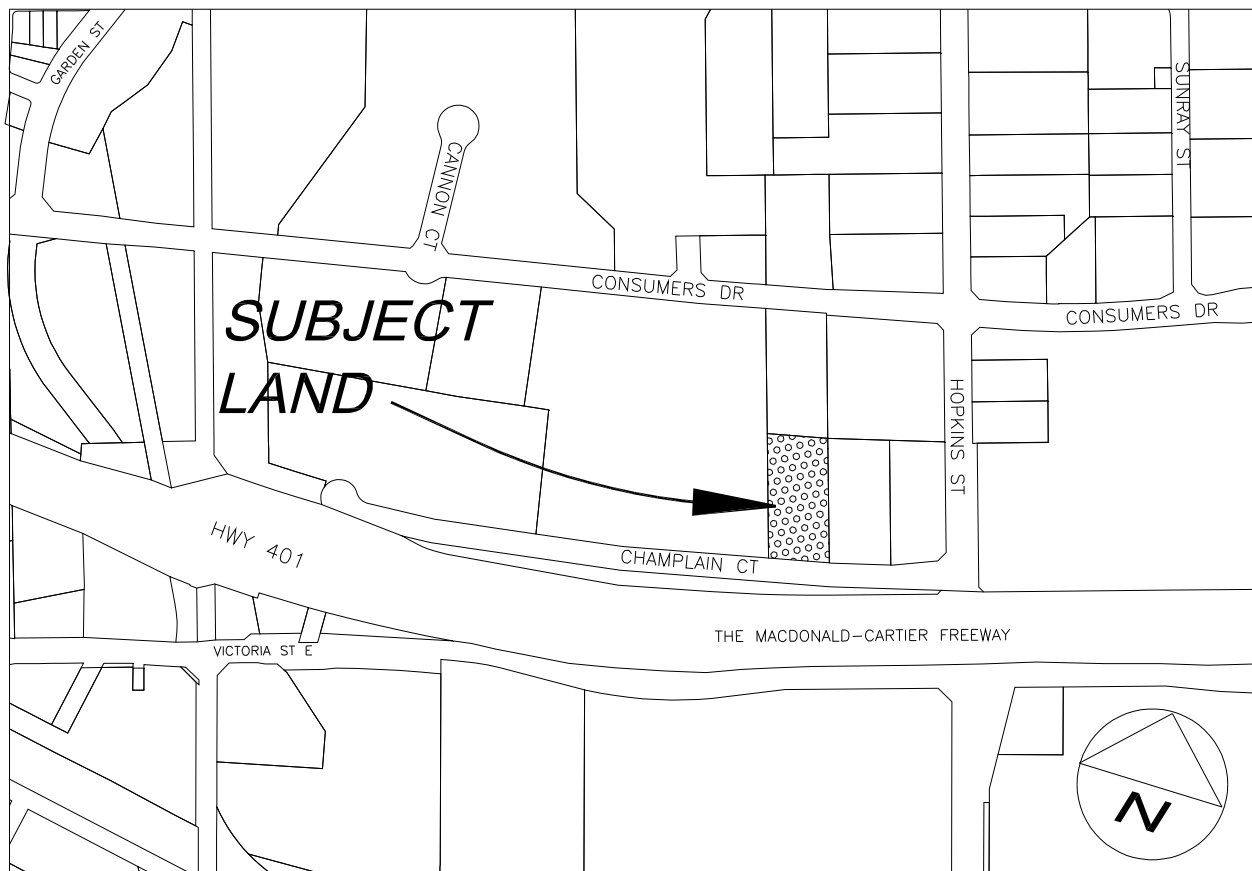 GARDEN ST
SUNRAY ST
CANNON CT
CONSUMERS DR
CONSUMERS DR
SUBJECT
LAND
HOPKINS ST
HWY 401
CHAMPLAIN CT
THE MACDONALD-CARTIER FREEWAY
VICTORIA ST E
N